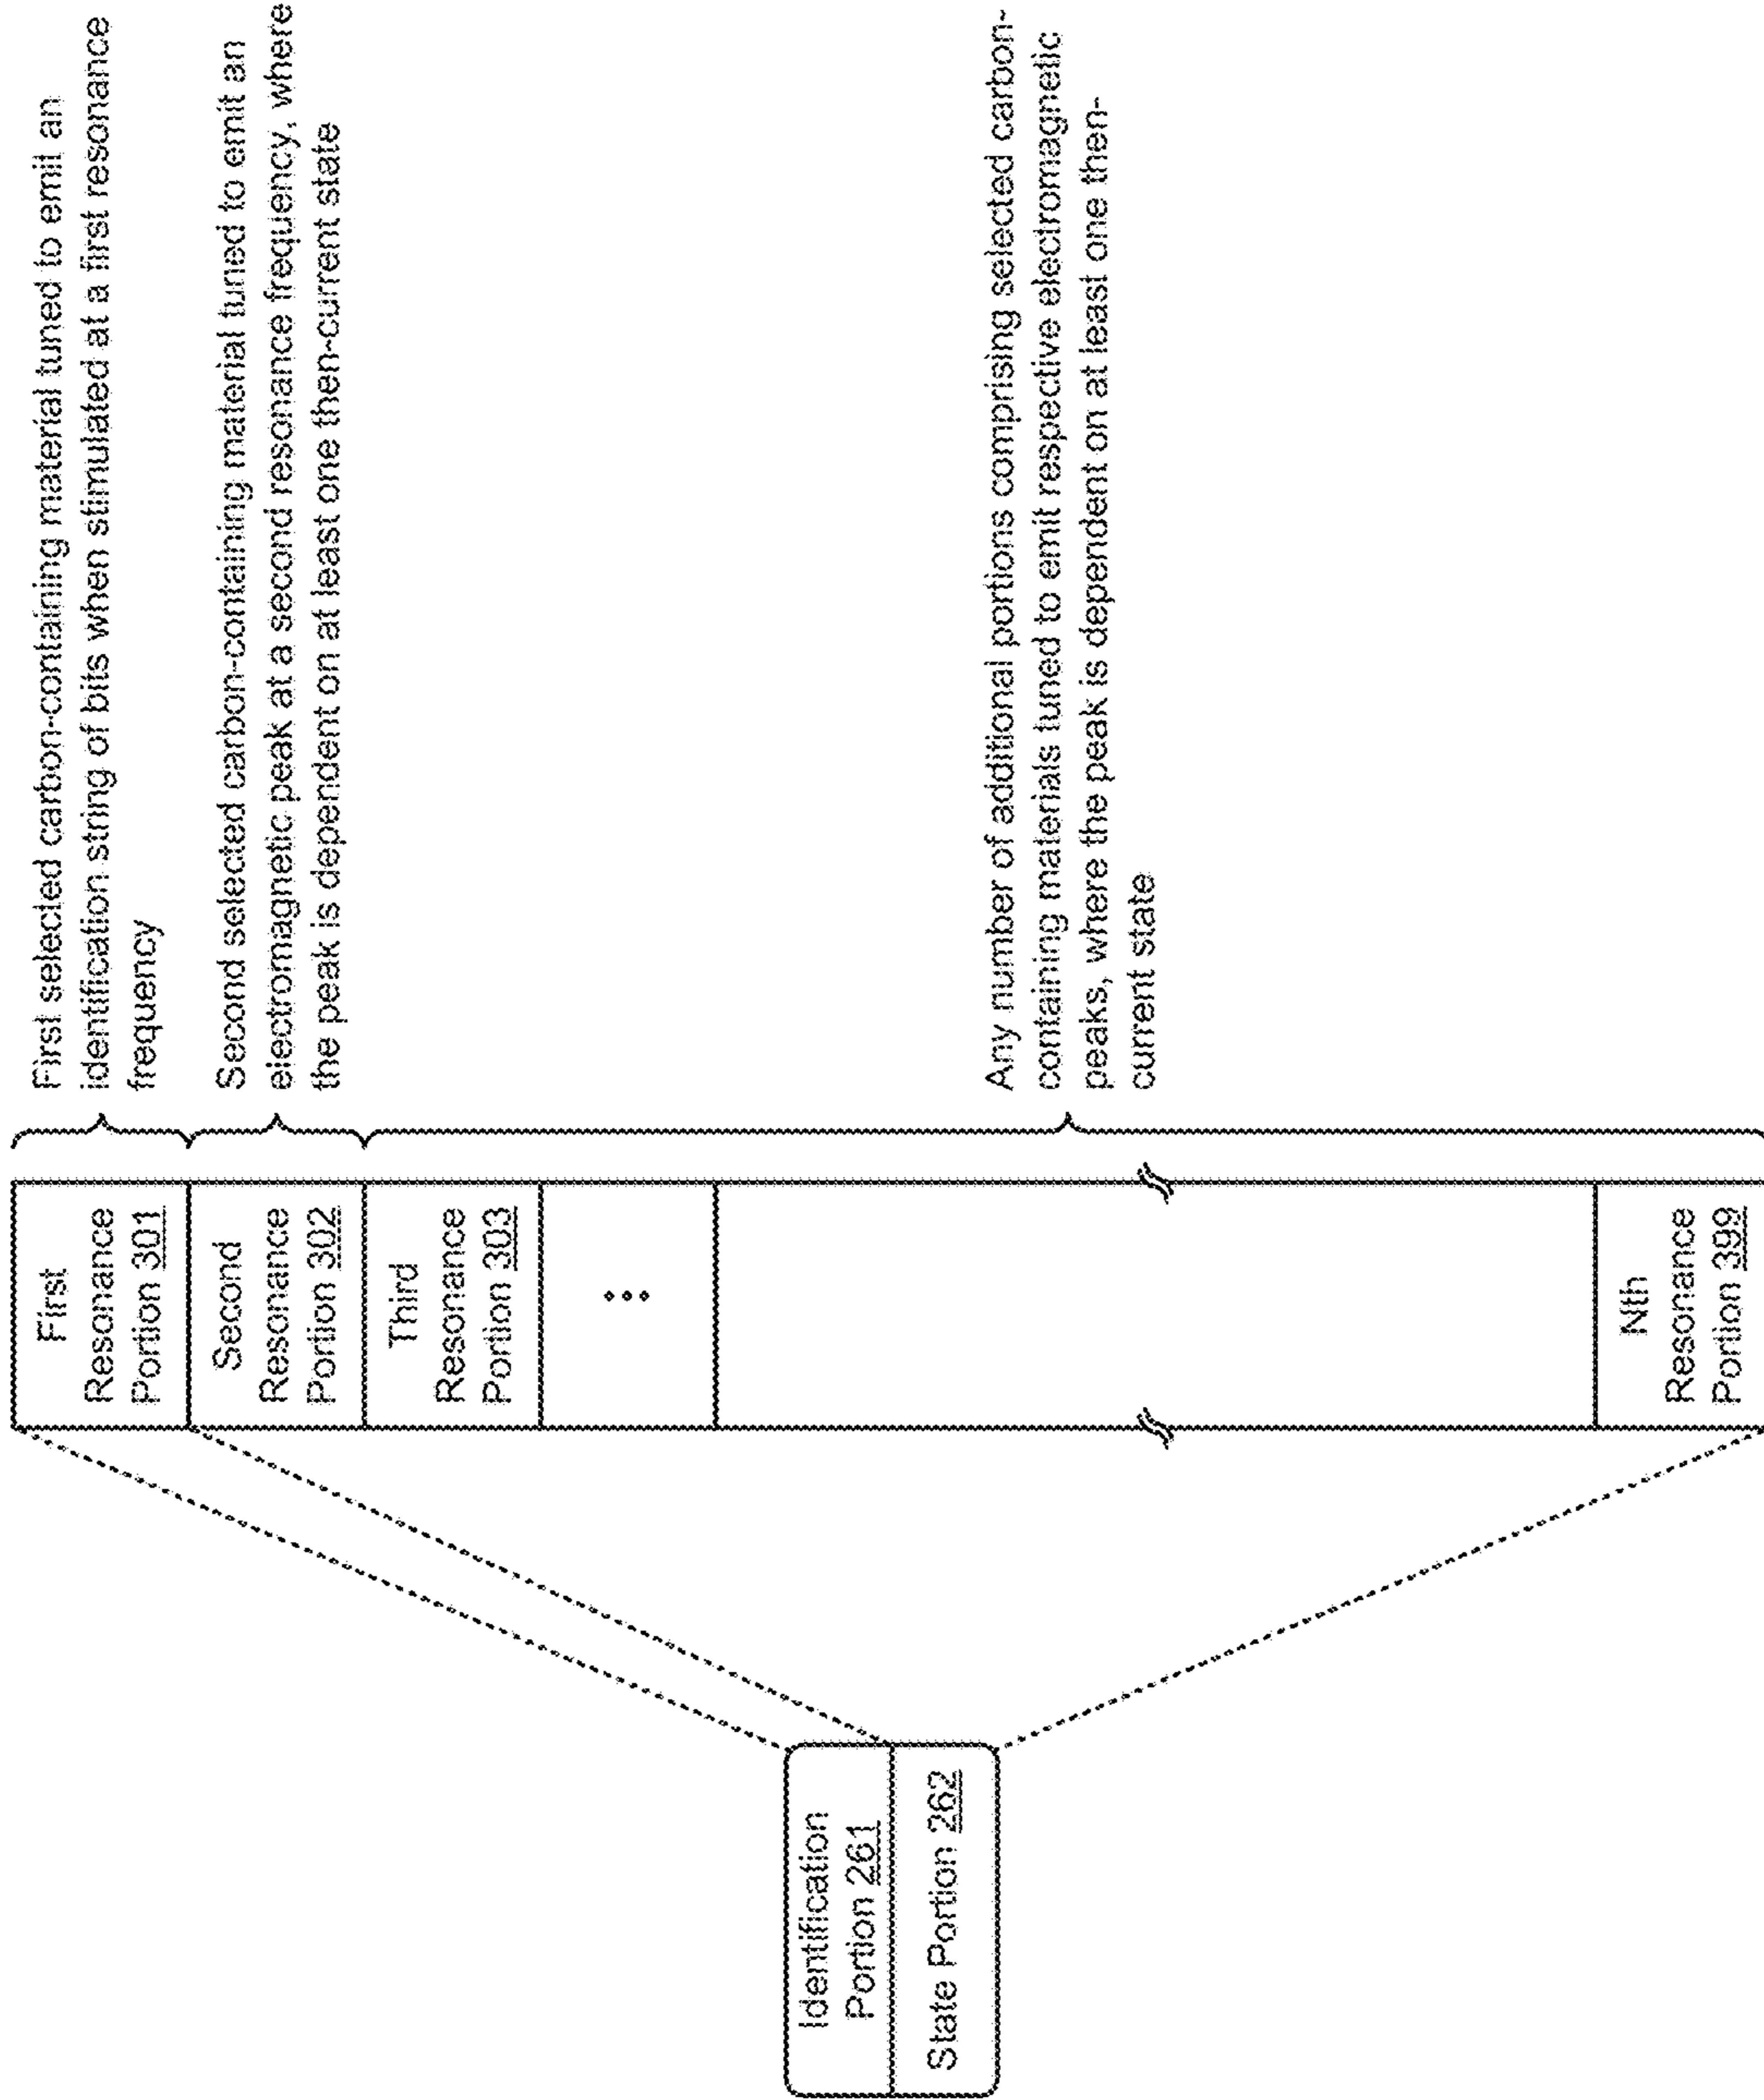 Identification
Portion 261
State Portion 262
First
Resonance
Portion 301
Second
Resonance
Portion 302
Third
Resonance
Portion 303
Nth
Resonance
Portion 399
First selected carbon-containing material tuned to emit an
identification string of bits when stimulated at a first resonance
frequency
Second selected carbon-containing material tuned to emit an
electromagnetic peak at a second resonance frequency, where
the peak is dependent on at least one then-current state
Any number of additional portions comprising selected carbon-
containing materials tuned to emit respective electromagnetic
peaks, where the peak is dependent on at least one then-
current state